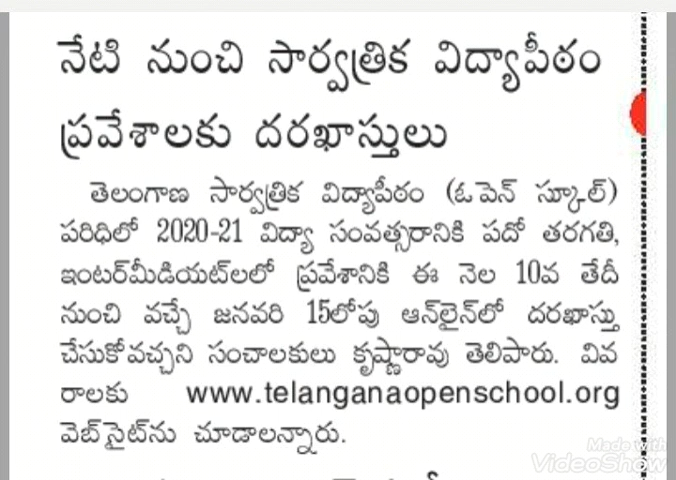 నేటి నుంచి సార్వత్రిక విద్యాపీఠం
ప్రవేశాలకు దరఖాస్తులు
తెలంగాణ సార్వత్రిక విద్యాపీఠం (ఓపెన్ స్కూల్)
పరిధిలో 2020-21 విద్యా సంవత్సరానికి పదో తరగతి,
ఇంటర్‌మీడియట్‌లలో ప్రవేశానికి ఈ నెల 10వ తేదీ
నుంచి వచ్చే జనవరి 15లోపు ఆన్‌లైన్‌లో దరఖాస్తు
చేసుకోవచ్చని సంచాలకులు కృష్ణారావు తెలిపారు. వివ
రాలకు www.telanganaopenschool.org
వెబ్‌సైట్‌ను చూడాలన్నారు.
Made with
VideoShow